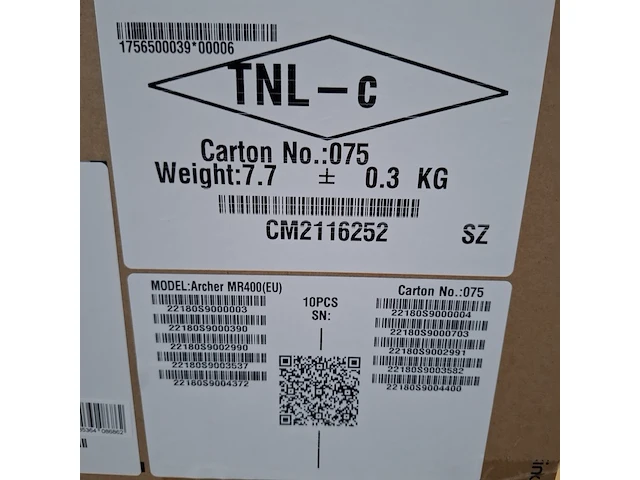 1756500039*00006
TNL-C
Carton No.:075
Weight:7.7 ± 0.3 KG
CM2116252
SZ
MODEL:Archer MR400(EU)
Carton No.:075
10PCS
SN:
22180S9000003
22180S9000390
22180S9002990
22180S9003537
22180S9004372
22180S9000004
22180S9000703
22180S9002991
22180S9003582
22180S9004400